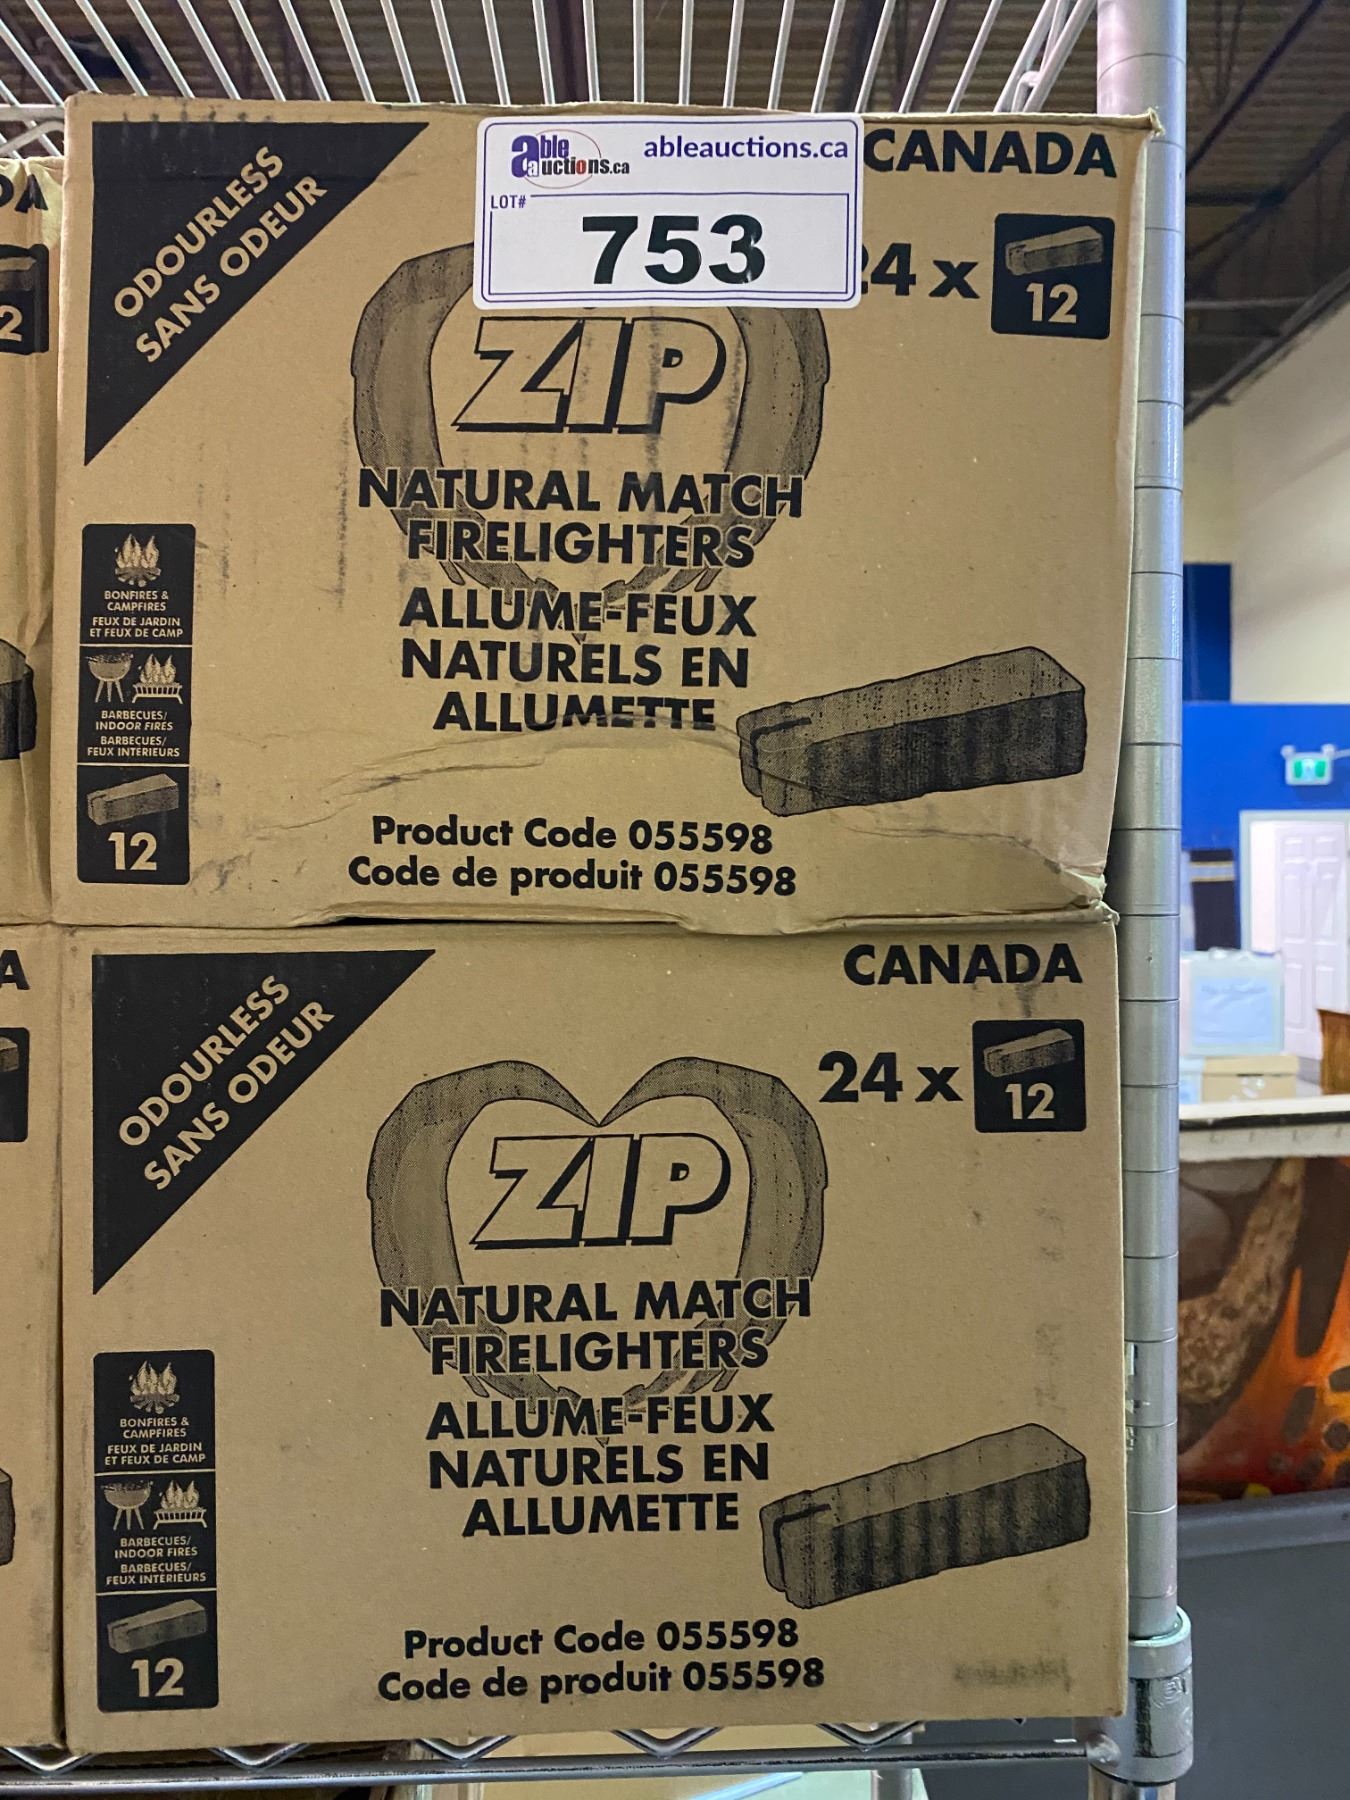 able auctions.ca
ableauctions.ca
LOT#
753
ODOURLESS
SANS ODEUR
CANADA
24 x
12
ZIP
NATURAL MATCH
FIRELIGHTERS
ALLUME-FEUX
NATURELS EN
ALLUMETTE
BONFIRES &
CAMPFIRES
FEUX DE JARDIN
ET FEUX DE CAMP
BARBECUES/
INDOOR FIRES
BARBECUES/
FEUX INTERIEURS
12
Product Code 055598
Code de produit 055598
ODOURLESS
SANS ODEUR
CANADA
24 x
12
ZIP
NATURAL MATCH
FIRELIGHTERS
ALLUME-FEUX
NATURELS EN
ALLUMETTE
BONFIRES &
CAMPFIRES
FEUX DE JARDIN
ET FEUX DE CAMP
BARBECUES/
INDOOR FIRES
BARBECUES/
FEUX INTERIEURS
12
Product Code 055598
Code de produit 055598